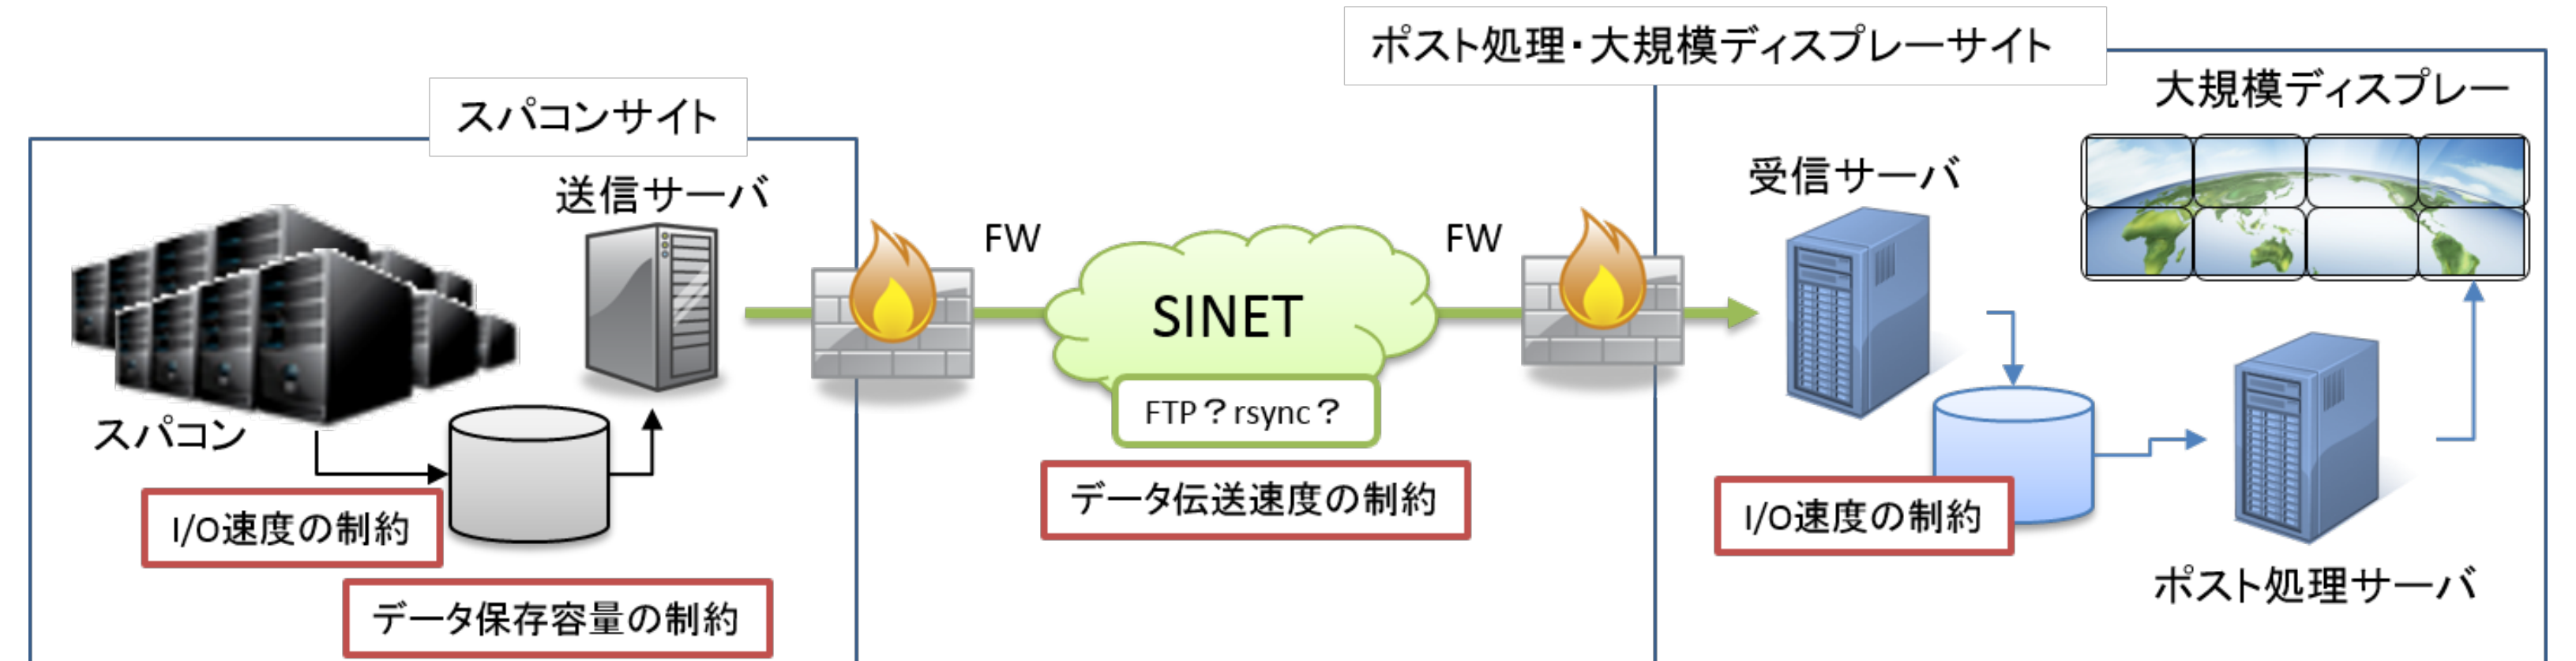 ポスト処理・大規模ディスプレーサイト
スパコンサイト
大規模ディスプレー
送信サーバ
受信サーバ
FW
FW
SINET
FTP？rsync？
スパコン
I/O速度の制約
データ伝送速度の制約
I/O速度の制約
ポスト処理サーバ
データ保存容量の制約